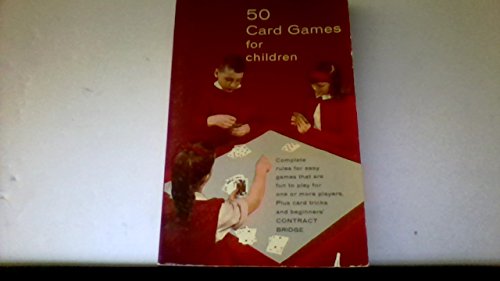 50
Card Games
for
children
Complete
rules for easy
games that are
fun to play for
one or more players.
Plus card tricks
and beginners'
CONTRACT
BRIDGE